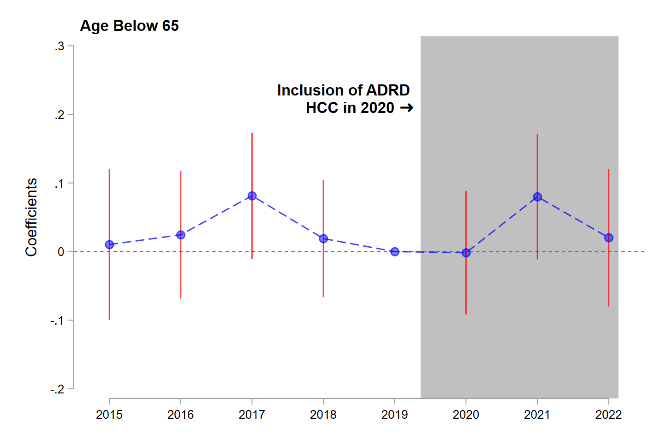 Age Below 65
.3
.2
.1
0
-.1
-.2
Coefficients
Inclusion of ADRD
HCC in 2020 →
2015 2016 2017 2018 2019 2020 2021 2022